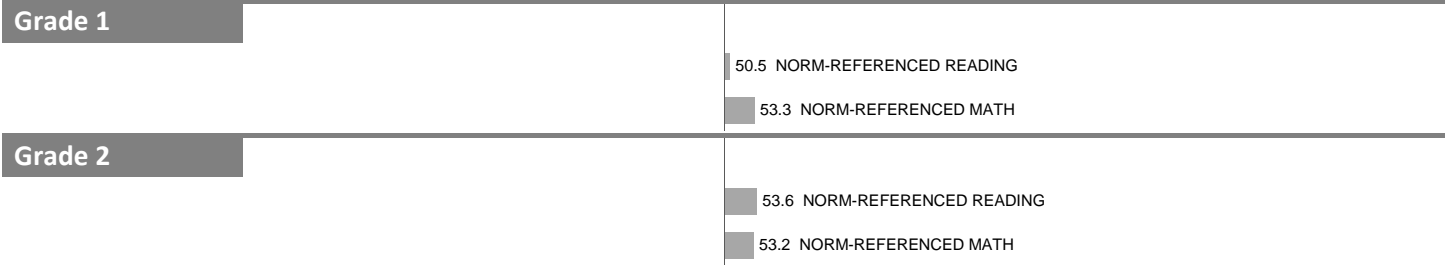 Grade 1
50.5 NORM-REFERENCED READING
53.3 NORM-REFERENCED MATH
Grade 2
53.6 NORM-REFERENCED READING
53.2 NORM-REFERENCED MATH